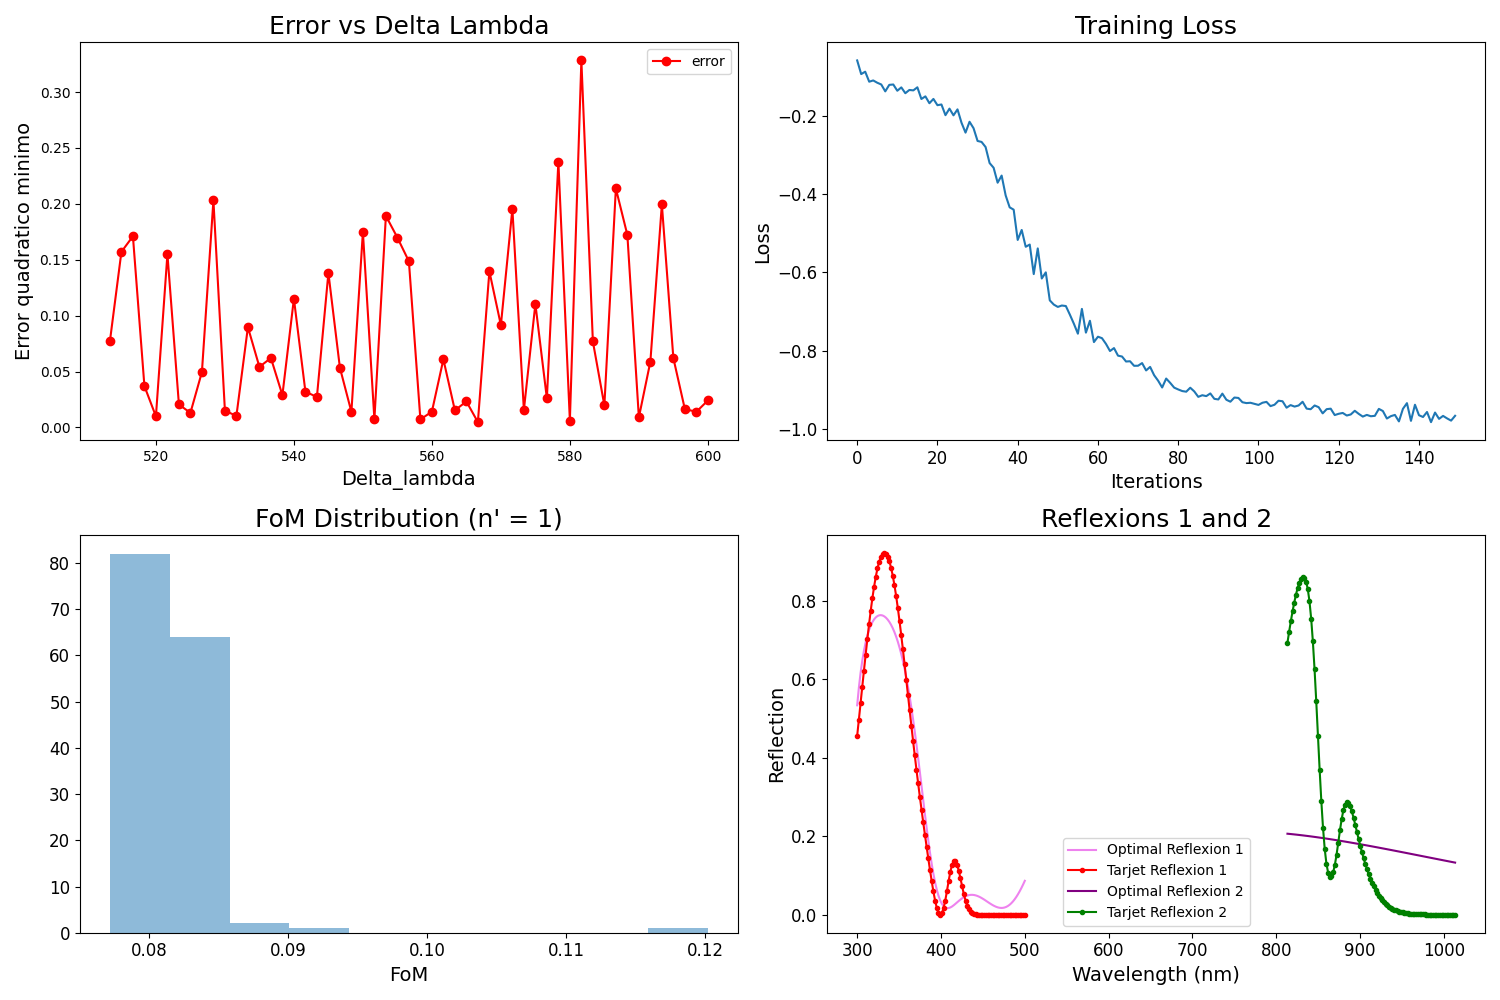 Error vs Delta Lambda
error
Error quadratico minimo
0.30
0.25
0.20
0.15
0.10
0.05
0.00
520 540 560 580 600
Delta_lambda
Training Loss
Loss
−0.2
−0.4
−0.6
−0.8
−1.0
0 20 40 60 80 100 120 140
Iterations
FoM Distribution (n' = 1)
80
70
60
50
40
30
20
10
0
0.08 0.09 0.10 0.11 0.12
FoM
Reflexions 1 and 2
Reflection
0.8
0.6
0.4
0.2
0.0
Optimal Reflexion 1
Tarjet Reflexion 1
Optimal Reflexion 2
Tarjet Reflexion 2
300 400 500 600 700 800 900 1000
Wavelength (nm)